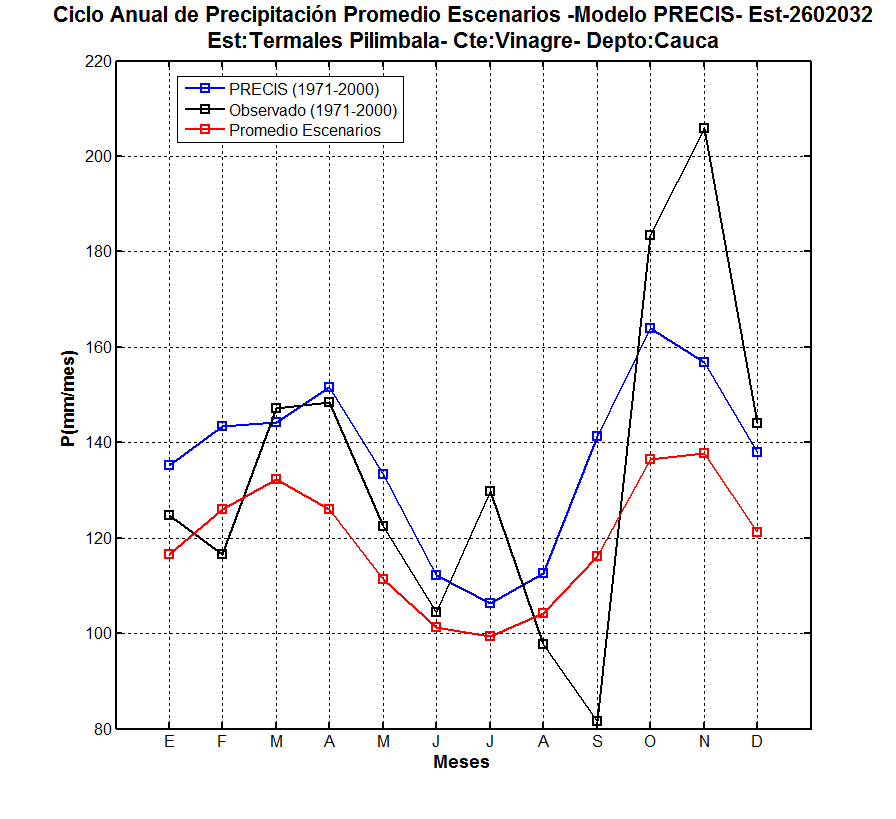 Ciclo Anual de Precipitación Promedio Escenarios -Modelo PRECIS- Est-2602032
Est:Termales Pilimbala- Cte:Vinagre- Depto:Cauca
220
200
180
160
140
120
100
80
P(mm/mes)
PRECIS (1971-2000)
Observado (1971-2000)
Promedio Escenarios
E F M A M J J A S O N D
Meses